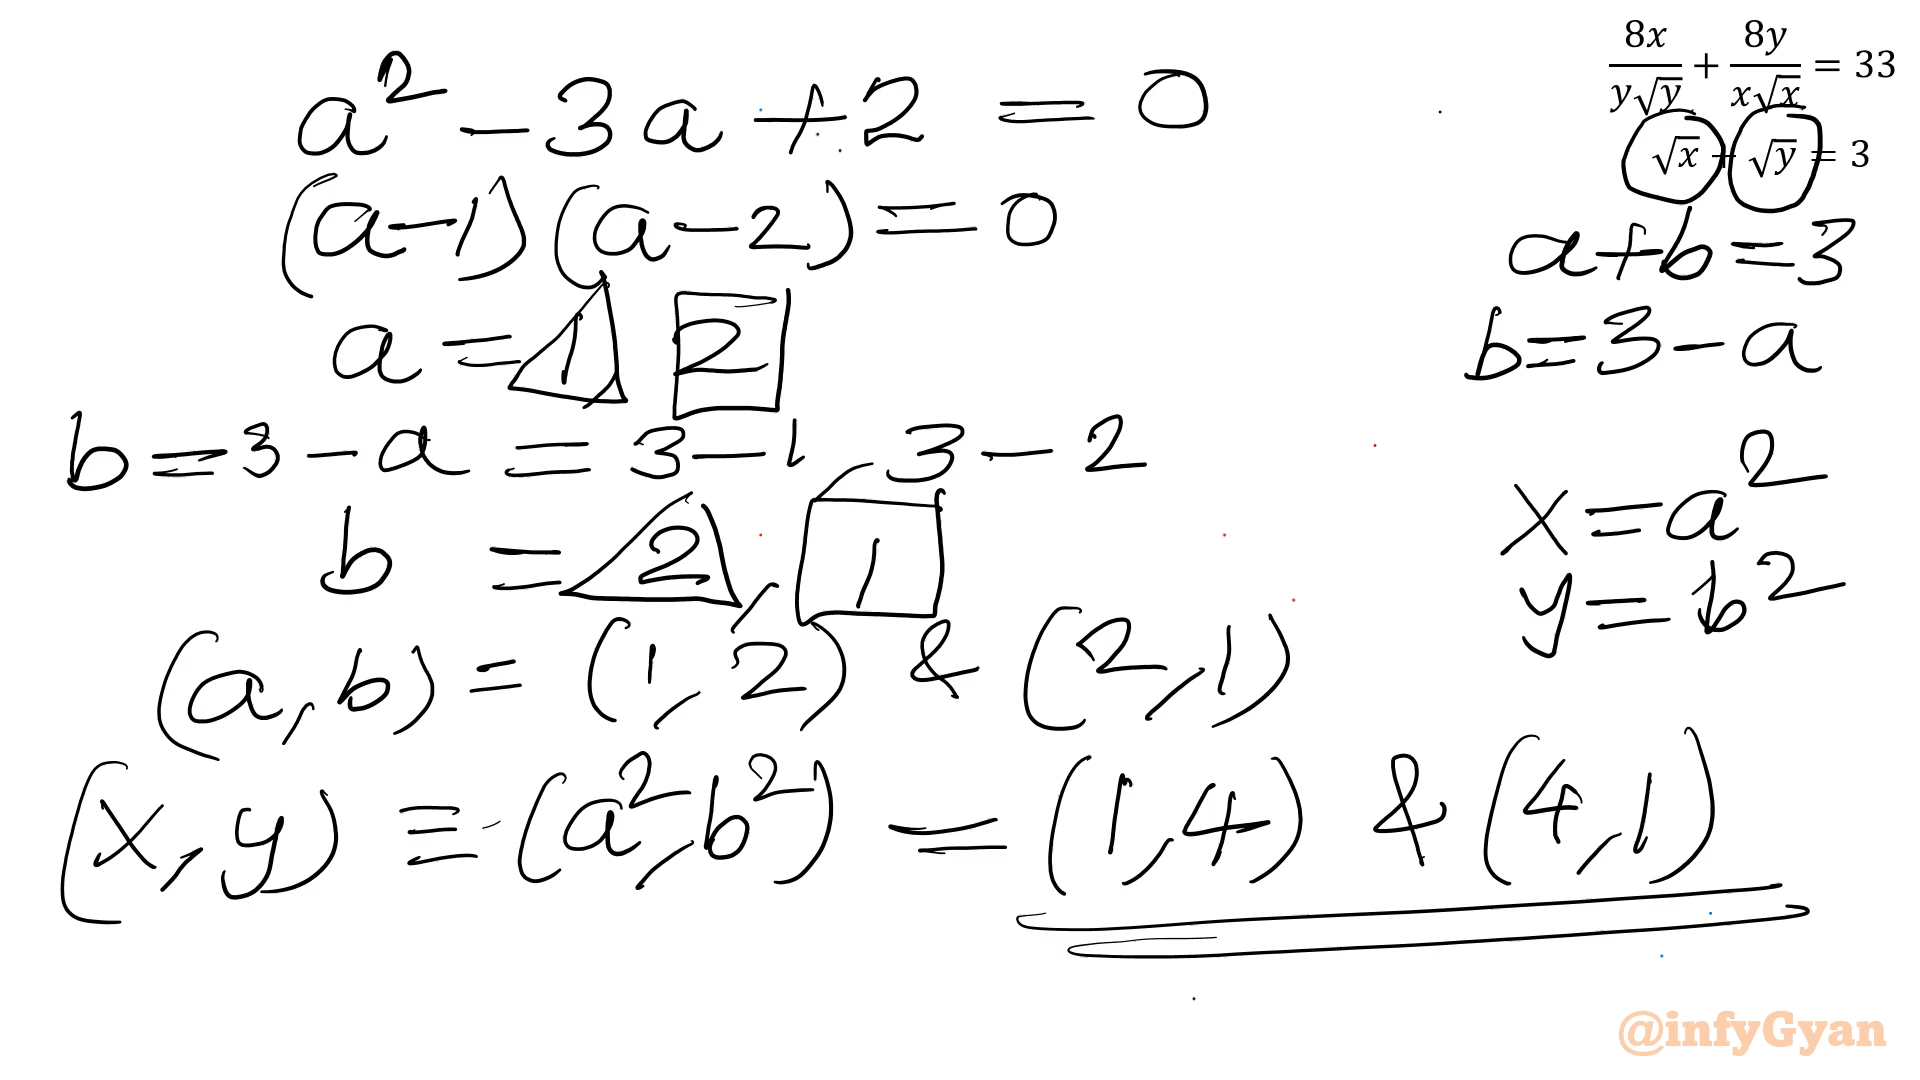 a² - 3a + 2 = 0
(a-1)(a-2) = 0
a = 1 2
b = 3 - a = 3 - 1, 3 - 2
b = 2, 1
(a, b) = (1, 2) & (2, 1)
(x, y) ≡ (a², b²) = (1, 4) & (4, 1)
8x/(y√y) + 8y/(x√x) = 33
√x + √y = 3
a + b = 3
b = 3 - a
x = a²
y = b²
@infyGyan